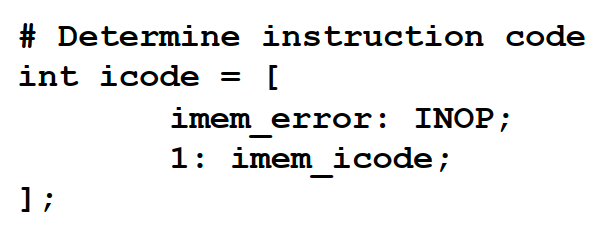 # Determine instruction code
int icode = [
        imem_error: INOP;
        1: imem_icode;
];